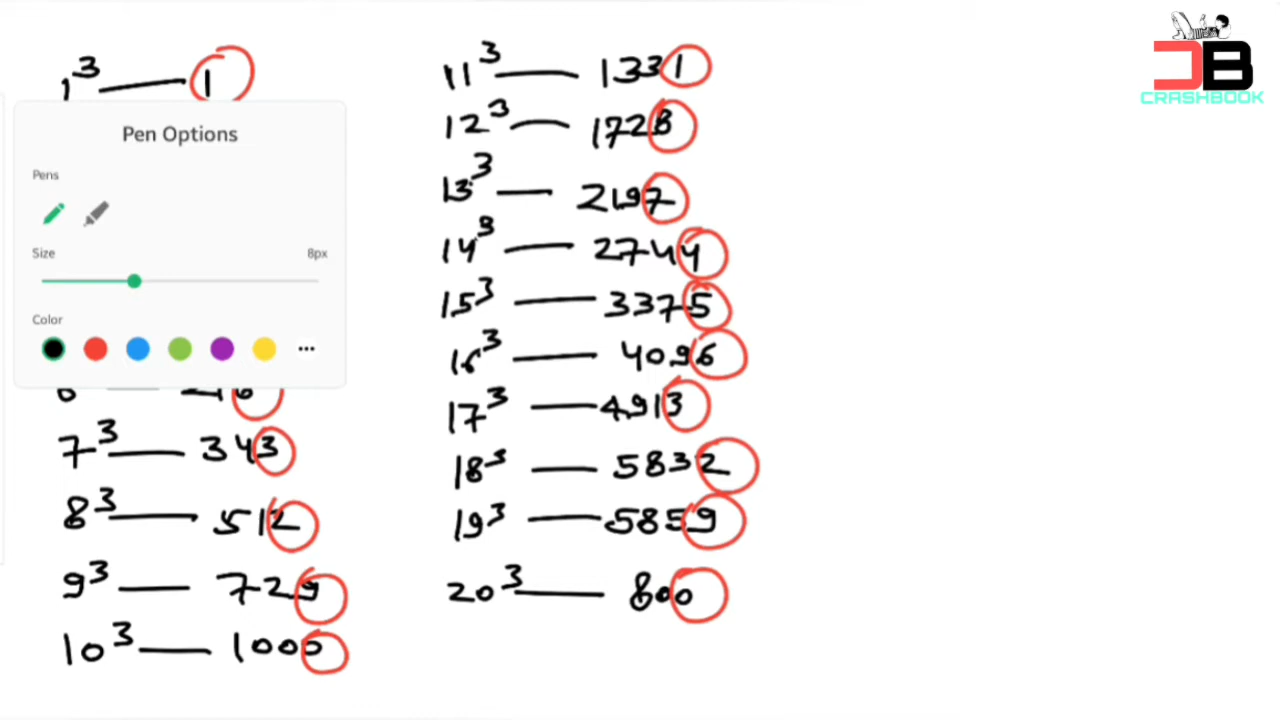 1³ — 1
Pen Options
Pens
Size 8px
Color
7³ — 343
8³ — 512
9³ — 729
10³ — 1000
11³ — 1331
12³ — 1728
13³ — 2197
14³ — 2744
15³ — 3375
16³ — 4096
17³ — 4913
18³ — 5832
19³ — 5859
20³ — 800
CRASHBOOK